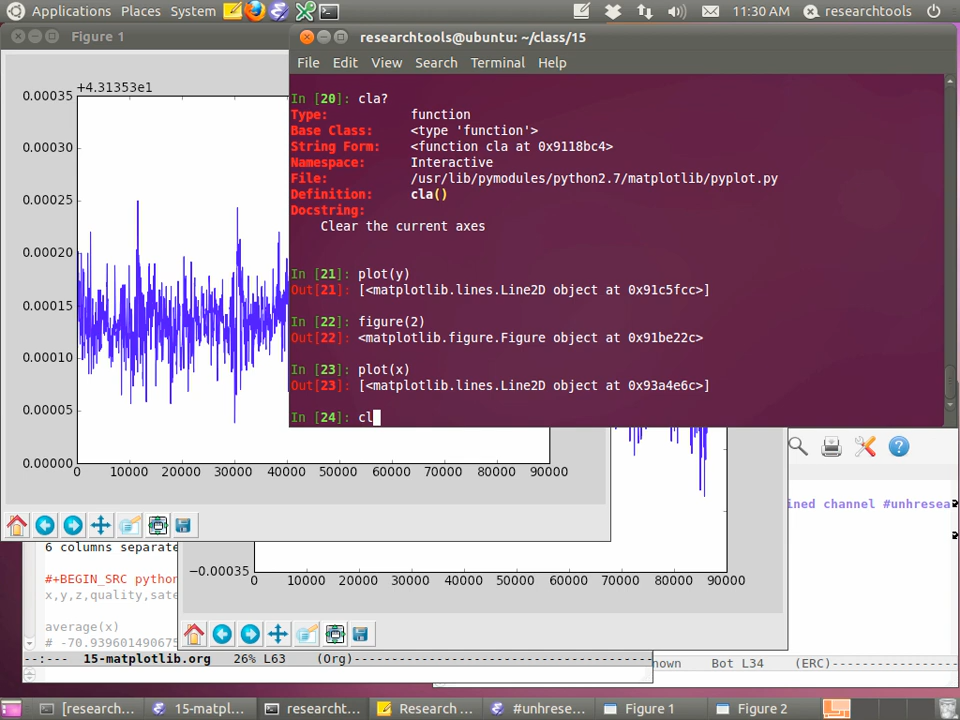 Applications Places System
11:30 AM researchtools
Figure 1
researchtools@ubuntu: ~/class/15
File Edit View Search Terminal Help
+4.31353e1
0.00035
0.00030
0.00025
0.00020
0.00015
0.00010
0.00005
0.00000
0 10000 20000 30000 40000 50000 60000 70000 80000 90000
In [20]: cla?
Type: function
Base Class: <type 'function'>
String Form: <function cla at 0x9118bc4>
Namespace: Interactive
File: /usr/lib/pymodules/python2.7/matplotlib/pyplot.py
Definition: cla()
Docstring:
Clear the current axes
In [21]: plot(y)
Out[21]: [<matplotlib.lines.Line2D object at 0x91c5fcc>]
In [22]: figure(2)
Out[22]: <matplotlib.figure.Figure object at 0x91be22c>
In [23]: plot(x)
Out[23]: [<matplotlib.lines.Line2D object at 0x93a4e6c>]
In [24]: cl
ined channel #unhresea
6 columns separate
#+BEGIN_SRC python
x,y,z,quality,sate
average(x)
# -70.939601490675
−0.00035
0 10000 20000 30000 40000 50000 60000 70000 80000 90000
--:--- 15-matplotlib.org 26% L63 (Org)
nown Bot L34 (ERC)
[research... 15-matpl... researcht... Research ... #unhrese... Figure 1 Figure 2